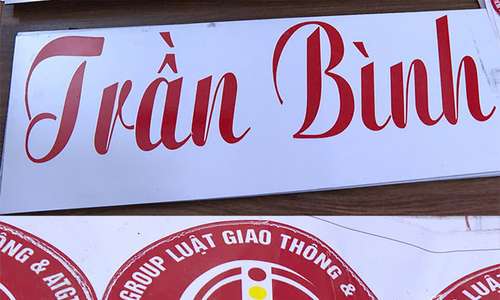 Trần Bình
ÔNG & ATG
GROUP LUẬT GIAO THÔNG &